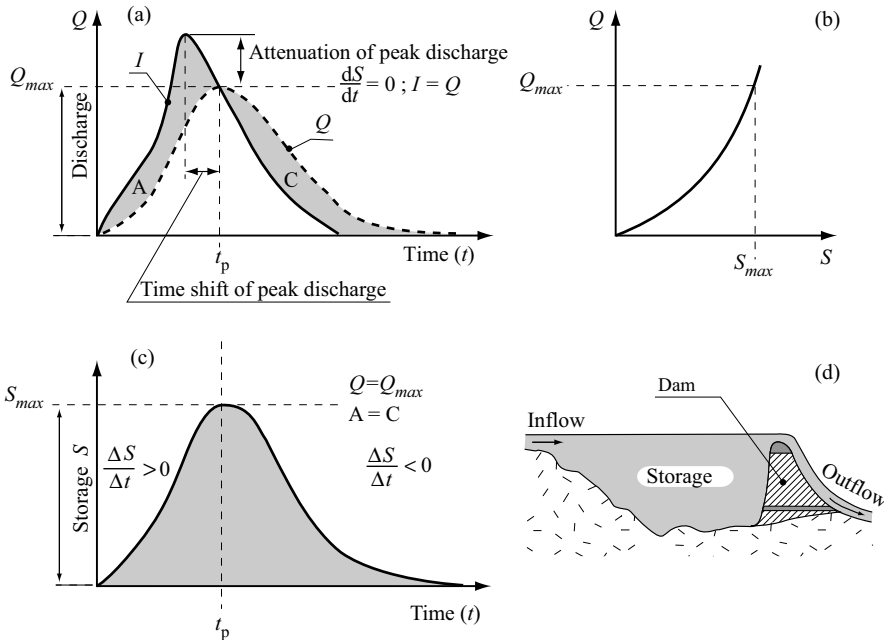 (a)
Q
I
Attenuation of peak discharge
Q_max
dS/dt = 0 ; I = Q
Discharge
Q
A
C
Time (t)
t_p
Time shift of peak discharge
(b)
Q
Q_max
S_max
S
(c)
S_max
Q=Q_max
A = C
Storage S
ΔS/Δt > 0
ΔS/Δt < 0
Time (t)
t_p
(d)
Dam
Inflow
Storage
Outflow